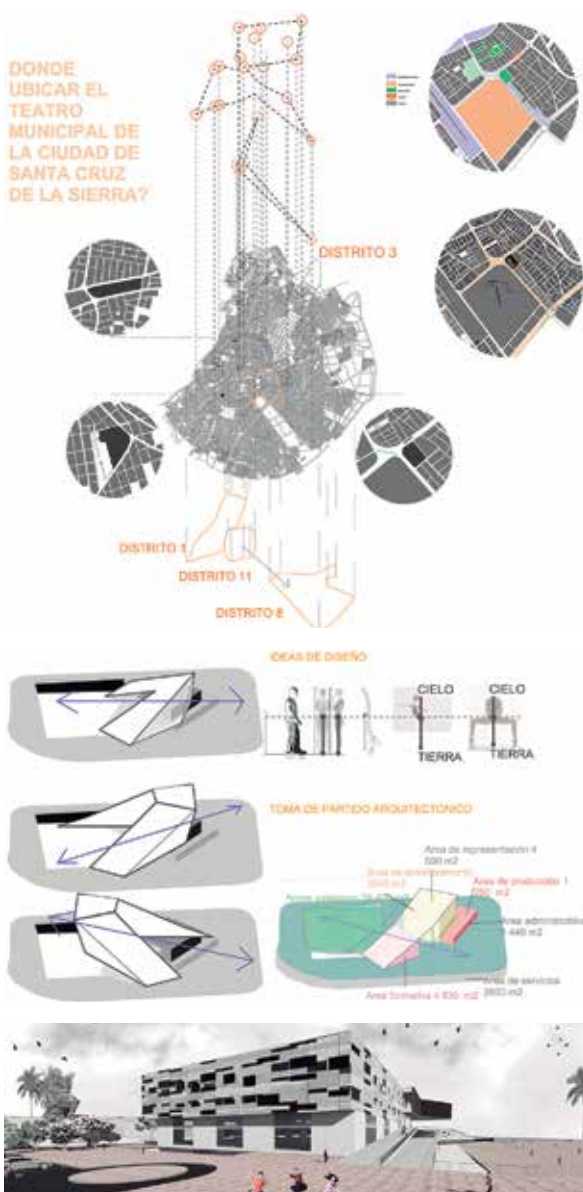 DONDE
UBICAR EL
TEATRO
MUNICIPAL DE
LA CIUDAD DE
SANTA CRUZ
DE LA SIERRA?
DISTRITO 3
DISTRITO 1
DISTRITO 11
DISTRITO 8
IDEAS DE DISEÑO
CIELO
CIELO
TIERRA
TIERRA
TOMA DE PARTIDO ARQUITECTONICO
Area de representación 4
590 m2
Area de producción 1
m2
Area administrativa
1 440 m2
Area de servicios
m2
Area formativa 4 830 m2